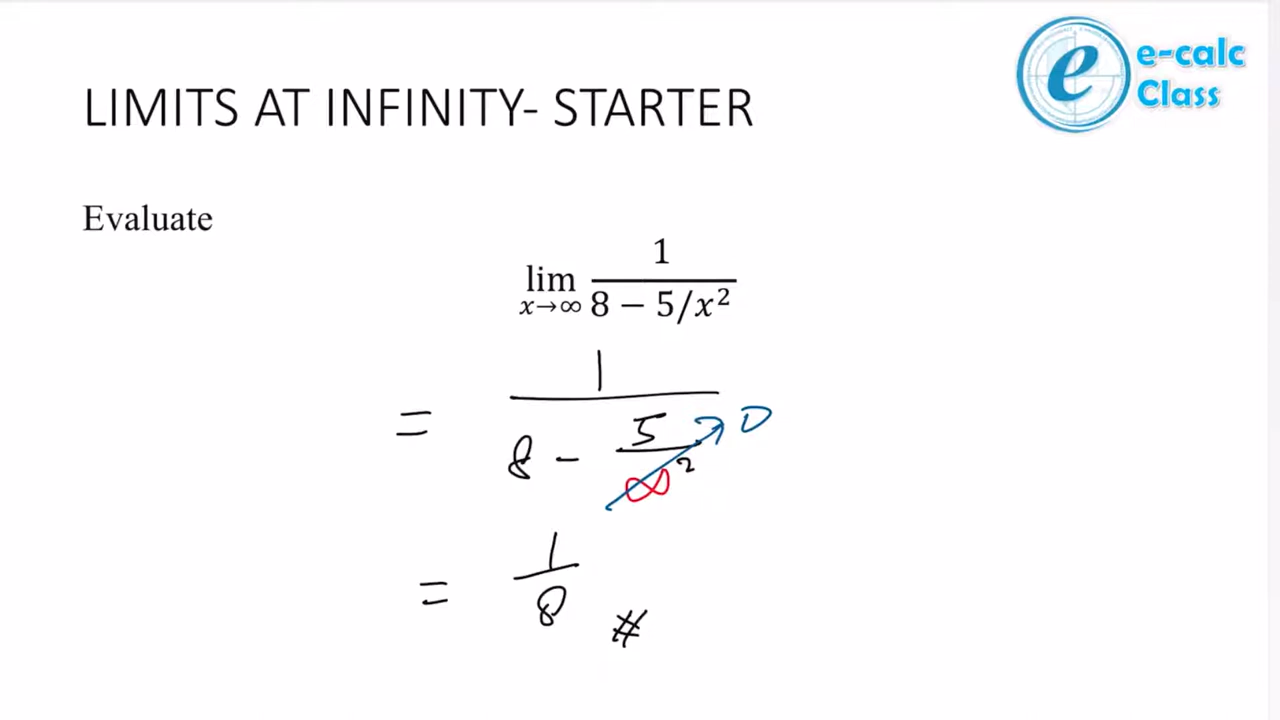 e-calc
Class
LIMITS AT INFINITY- STARTER
Evaluate
lim x→∞ 1 / (8 − 5/x²)
= 1 / (8 - 5/∞²) → 0
= 1/8 #